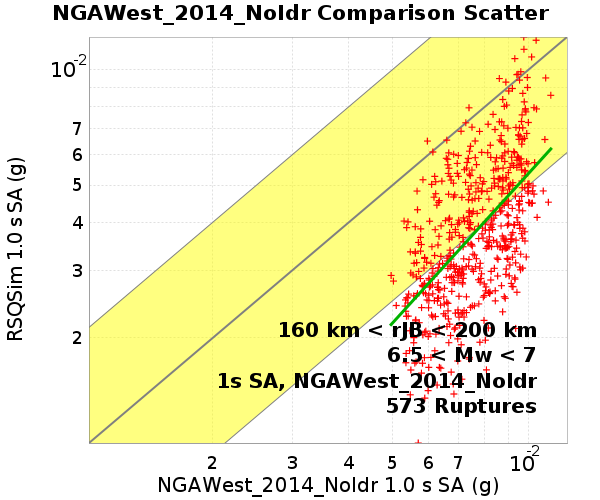 NGAWest_2014_NoIdr Comparison Scatter
RSQSim 1.0 s SA (g)
10-2
7
6
5
4
3
2
160 km < rJB < 200 km
6.5 < Mw < 7
1s SA, NGAWest_2014_NoIdr
573 Ruptures
2 3 4 5 6 7 8 10-2
NGAWest_2014_NoIdr 1.0 s SA (g)